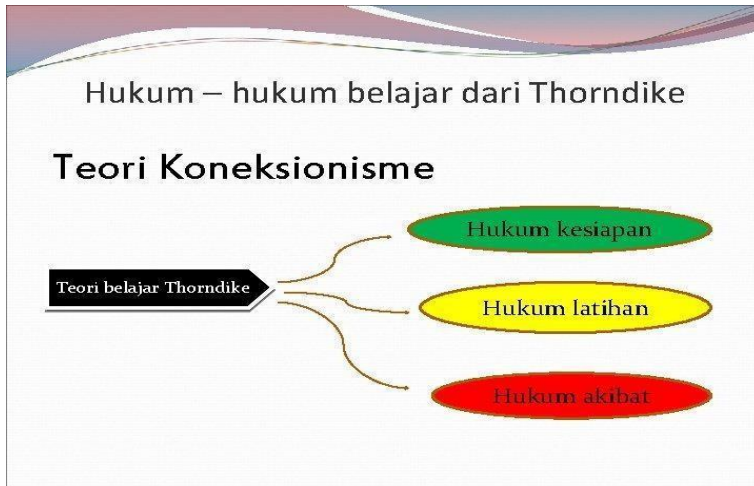 Hukum – hukum belajar dari Thorndike
Teori Koneksionisme
Hukum kesiapan
Teori belajar Thorndike
Hukum latihan
Hukum akibat